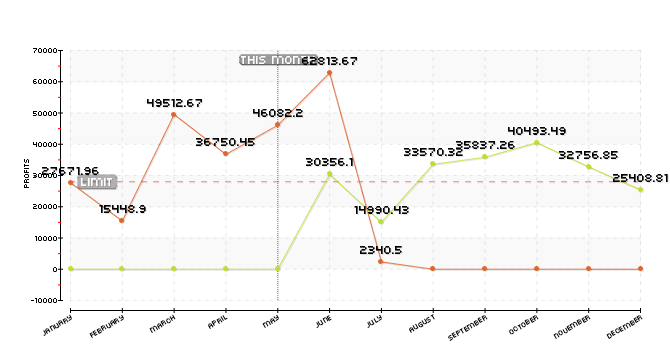 70000
60000
50000
40000
30000
20000
10000
0
-10000
PROFITS
THIS MONTH
LIMIT
27571.96
15448.9
49512.67
36750.45
46082.2
62813.67
30356.1
14990.43
2340.5
33570.32
35837.26
40493.49
32756.85
25408.81
JANUARY
FEBRUARY
MARCH
APRIL
MAY
JUNE
JULY
AUGUST
SEPTEMBER
OCTOBER
NOVEMBER
DECEMBER